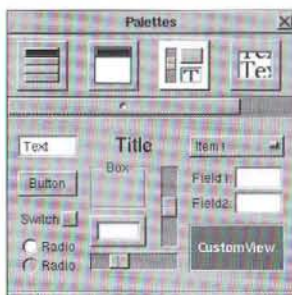 Palettes
Text
Title
Item1
Button
Box
Field1:
Field2:
Switch
Radio
Radio
CustomView